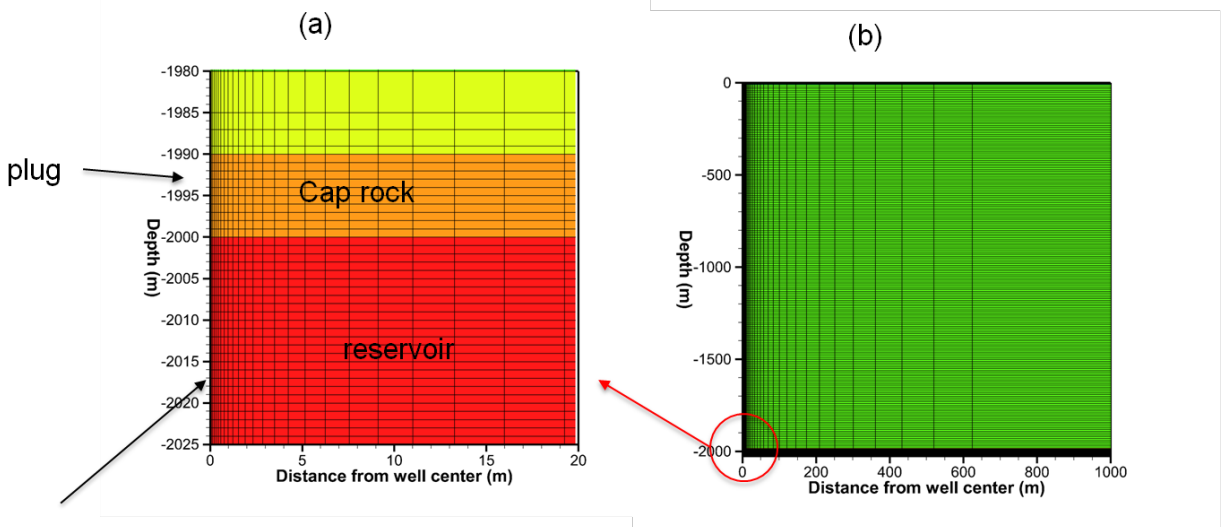 (a)
(b)
plug
Cap rock
reservoir
-1980
-1985
-1990
-1995
-2000
-2005
-2010
-2015
-2020
-2025
Depth (m)
0 5 10 15 20
Distance from well center (m)
0
-500
-1000
-1500
-2000
Depth (m)
0 200 400 600 800 1000
Distance from well center (m)